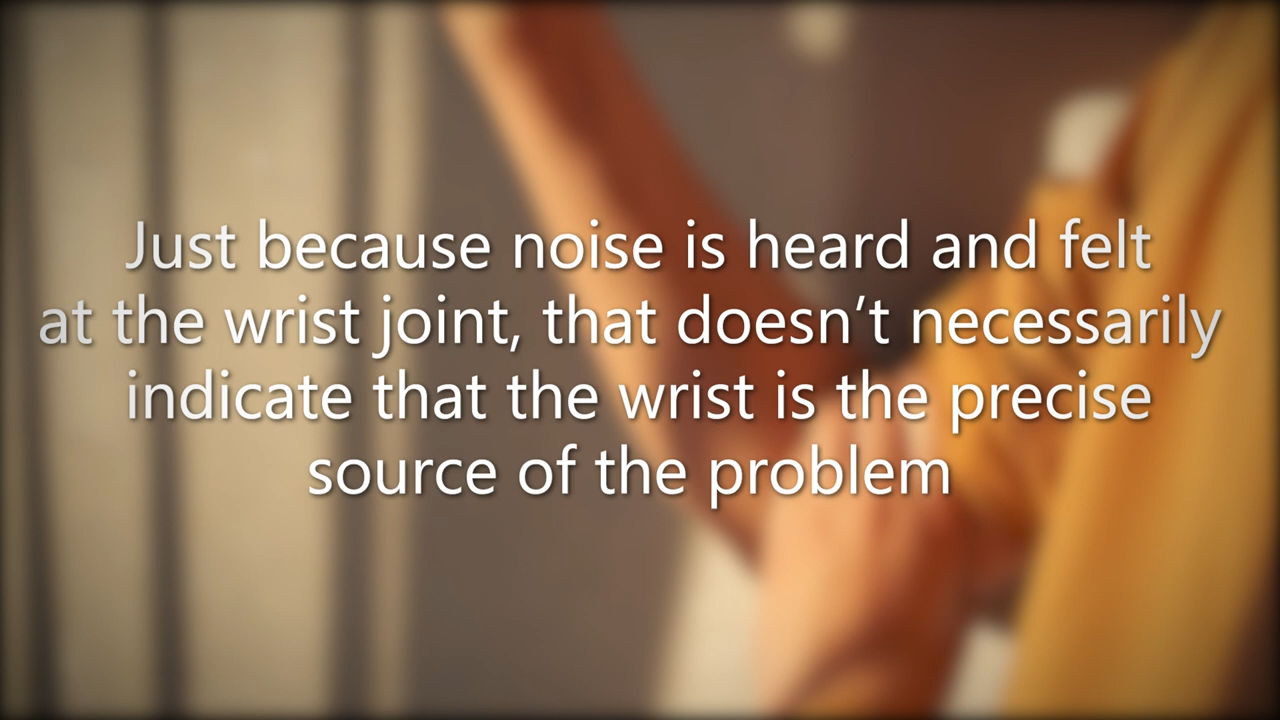 Just because noise is heard and felt
at the wrist joint, that doesn’t necessarily
indicate that the wrist is the precise
source of the problem